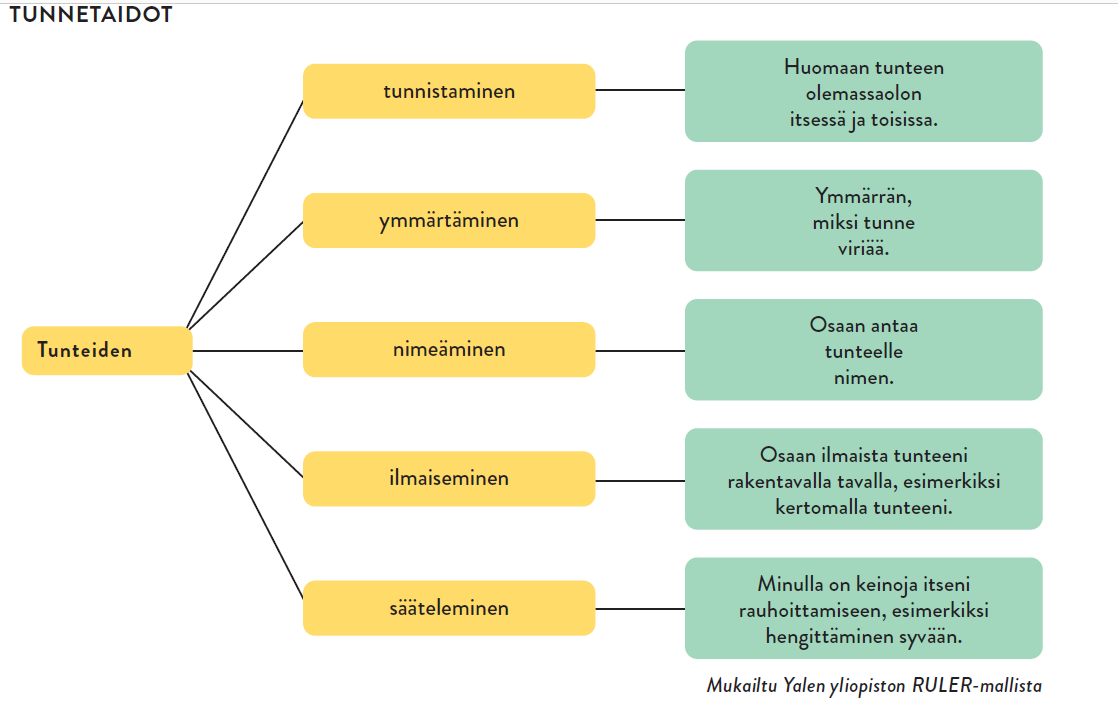 TUNNETAIDOT
Tunteiden
tunnistaminen
Huomaan tunteen
olemassaolon
itsessä ja toisissa.
ymmärtäminen
Ymmärrän,
miksi tunne
viriää.
nimeäminen
Osaan antaa
tunteelle
nimen.
ilmaiseminen
Osaan ilmaista tunteeni
rakentavalla tavalla, esimerkiksi
kertomalla tunteeni.
sääteleminen
Minulla on keinoja itseni
rauhoittamiseen, esimerkiksi
hengittäminen syvään.
Mukailtu Yalen yliopiston RULER-mallista